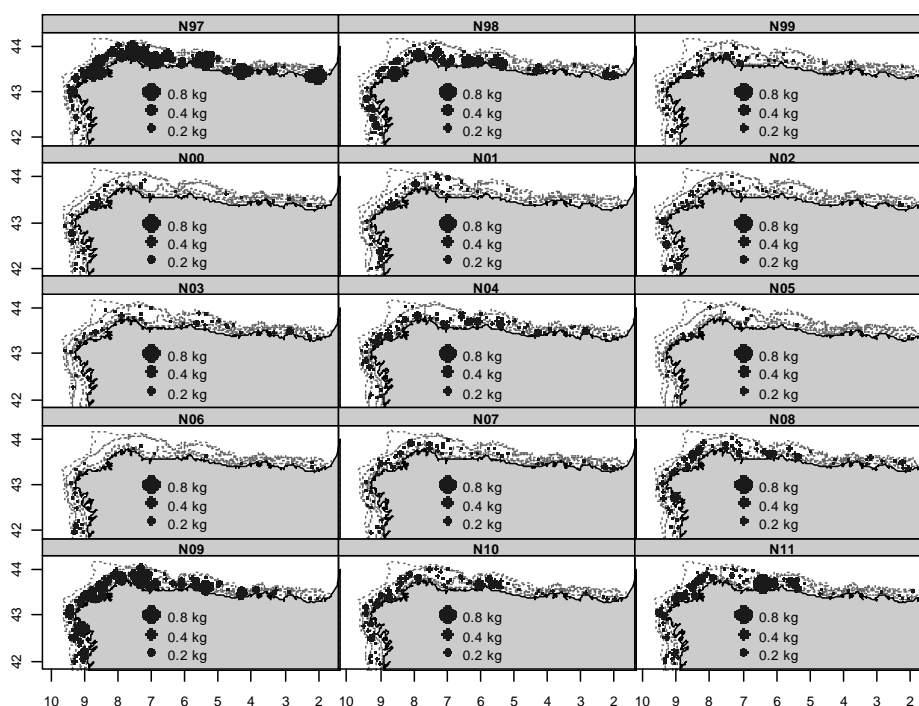 N97 N98 N99
44
43
42
0.8 kg 0.8 kg 0.8 kg
0.4 kg 0.4 kg 0.4 kg
0.2 kg 0.2 kg 0.2 kg
N00 N01 N02
44
43
42
0.8 kg 0.8 kg 0.8 kg
0.4 kg 0.4 kg 0.4 kg
0.2 kg 0.2 kg 0.2 kg
N03 N04 N05
44
43
42
0.8 kg 0.8 kg 0.8 kg
0.4 kg 0.4 kg 0.4 kg
0.2 kg 0.2 kg 0.2 kg
N06 N07 N08
44
43
42
0.8 kg 0.8 kg 0.8 kg
0.4 kg 0.4 kg 0.4 kg
0.2 kg 0.2 kg 0.2 kg
N09 N10 N11
44
43
42
0.8 kg 0.8 kg 0.8 kg
0.4 kg 0.4 kg 0.4 kg
0.2 kg 0.2 kg 0.2 kg
10 9 8 7 6 5 4 3 2 10 9 8 7 6 5 4 3 2 10 9 8 7 6 5 4 3 2